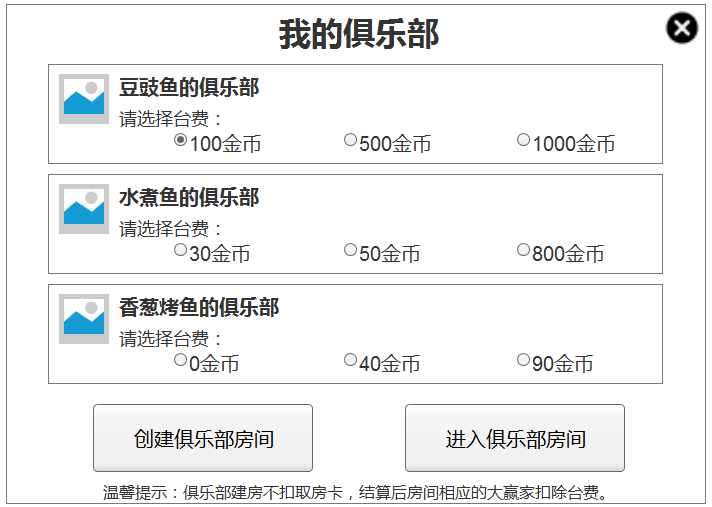 我的俱乐部
豆豉鱼的俱乐部
请选择台费：
100金币 500金币 1000金币
水煮鱼的俱乐部
请选择台费：
30金币 50金币 800金币
香葱烤鱼的俱乐部
请选择台费：
0金币 40金币 90金币
创建俱乐部房间 进入俱乐部房间
温馨提示：俱乐部建房不扣取房卡，结算后房间相应的大赢家扣除台费。